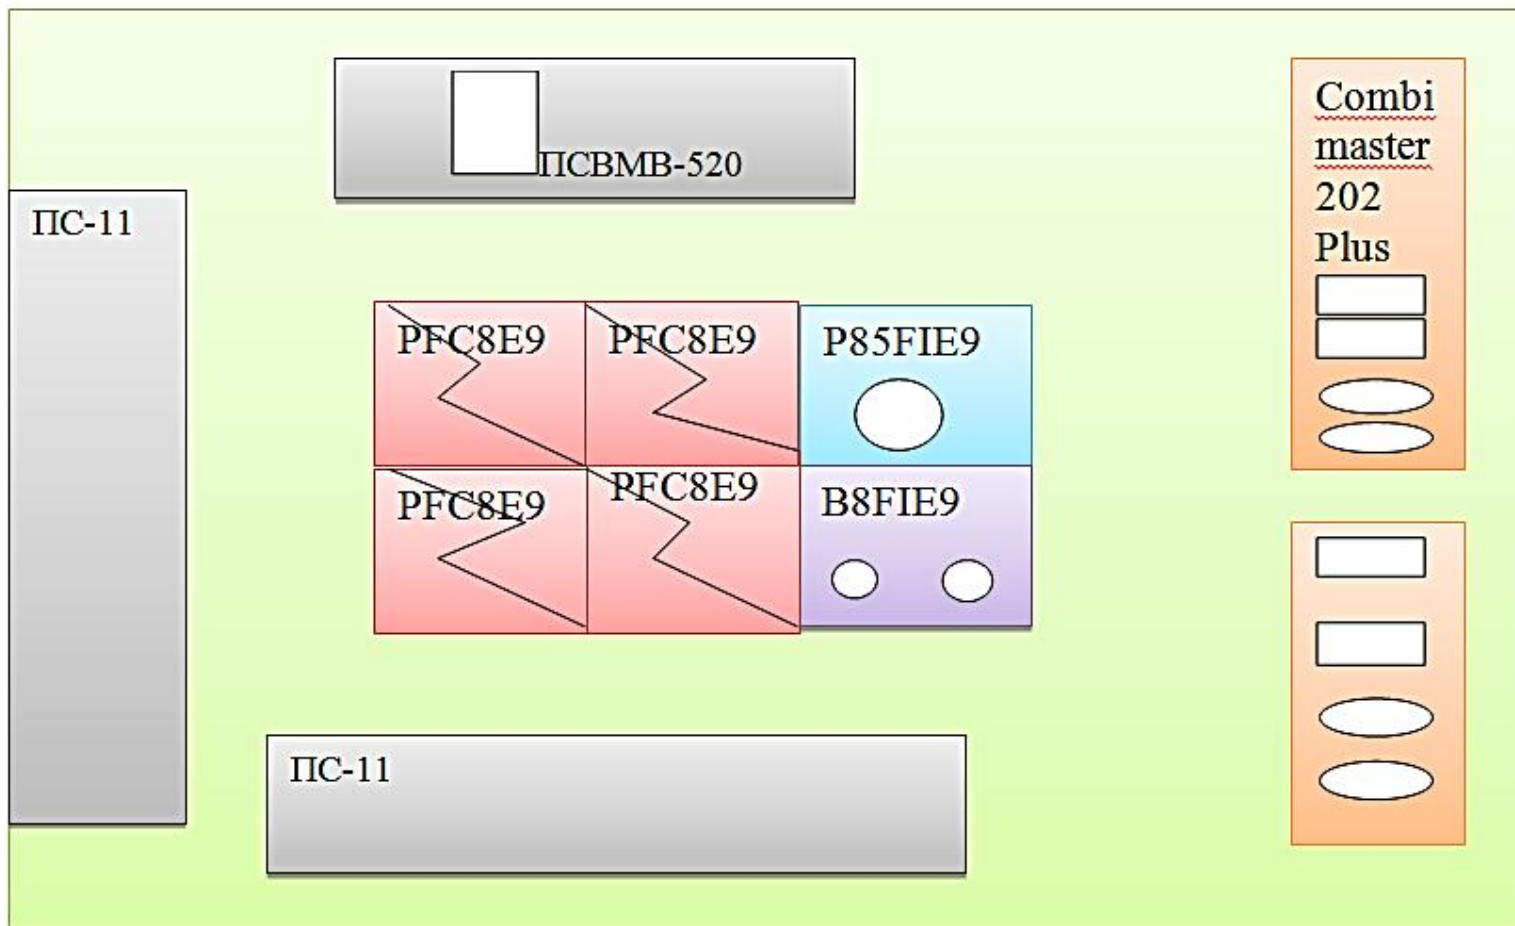 ПСВМВ-520
Combi
master
202
Plus
ПС-11
PFC8E9
PFC8E9
P85FIE9
PFC8E9
PFC8E9
B8FIE9
ПС-11